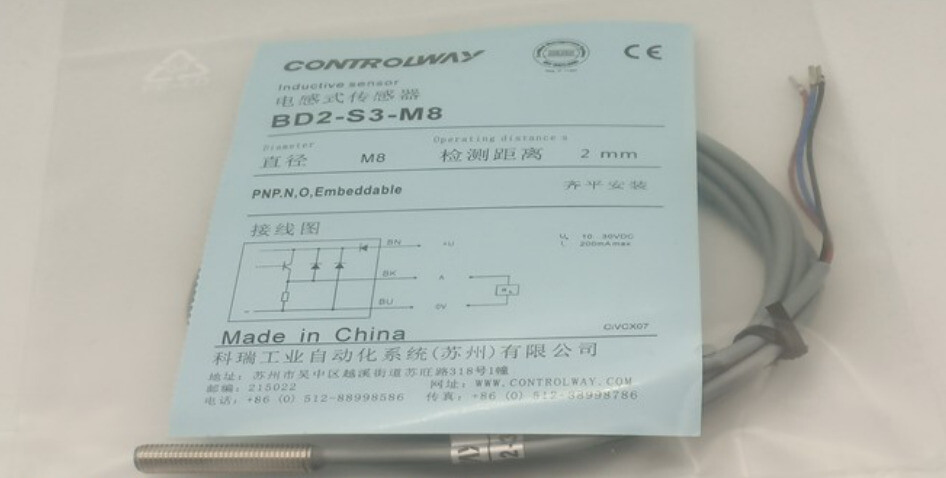 CONTROLWAY
CE
Inductive sensor
电感式传感器
BD2-S3-M8
Diameter Operating distance s
直径 M8 检测距离 2 mm
PNP.N,O,Embeddable 齐平安装
接线图
BN +U
10 30VDC
200mA max
BK A
BU 0V
CiVCX07
Made in China
科瑞工业自动化系统(苏州)有限公司
地址: 苏州市吴中区越溪街道苏旺路318号1幢
邮编: 215022 网址: WWW.CONTROLWAY.COM
电话: +86 (0) 512-88998586 传真: +86 (0) 512-38998786